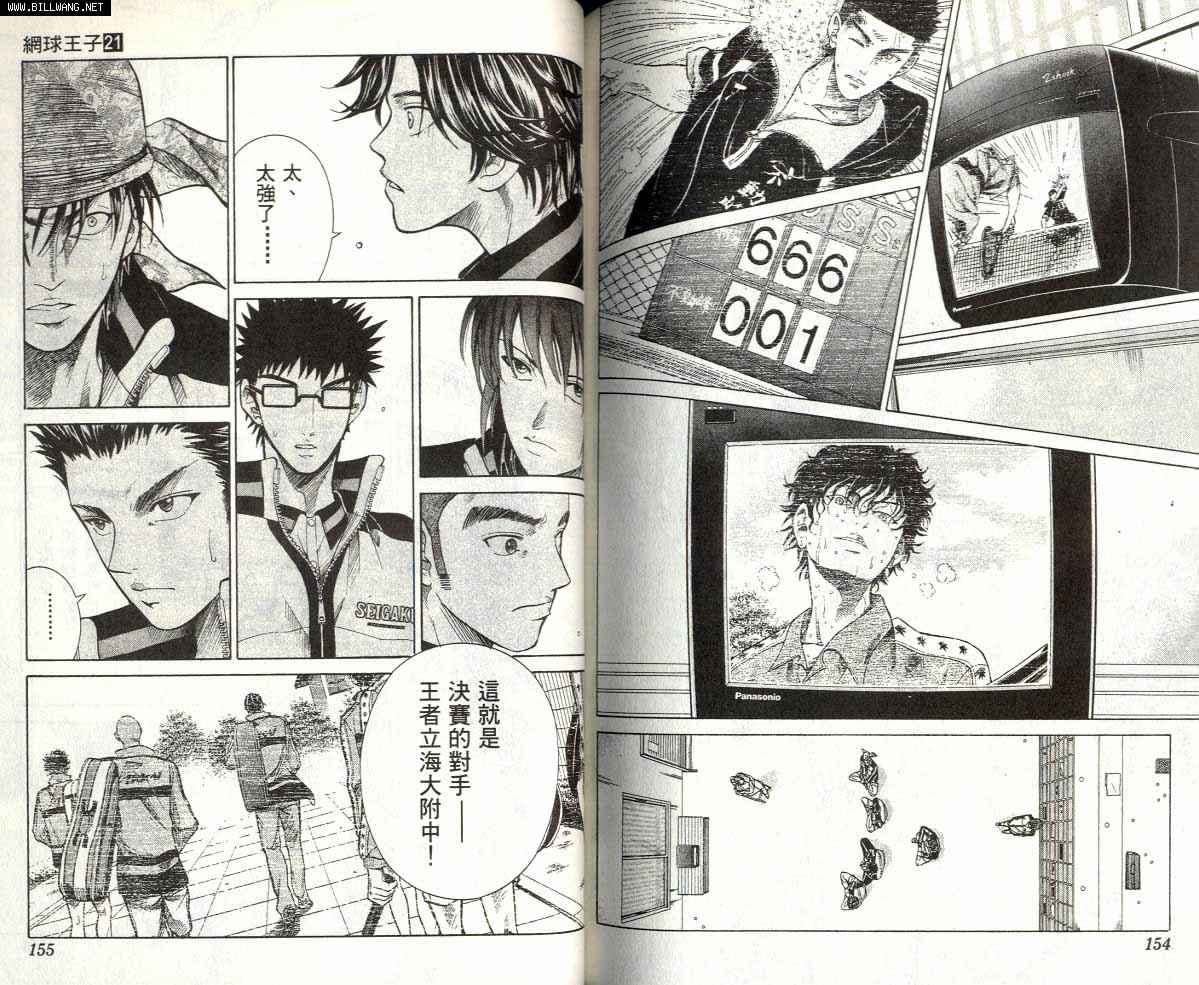 WWW.BILLWANG.NET
網球王子21
2shock
S.
S.
666
001
Panasonic
154
太、
太強了……
SEIGAKU
………
這就是
決賽的對手——
王者立海大附中！
155